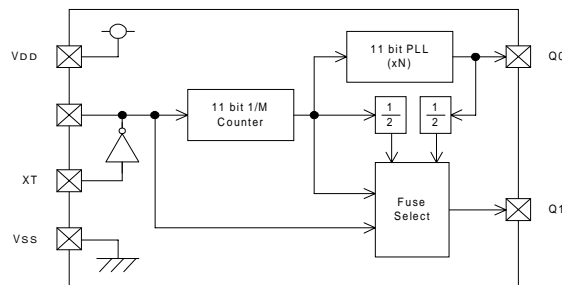 VDD
11 bit PLL
(xN)
Q0
11 bit 1/M
Counter
1
2
1
2
XT
Fuse
Select
Q1
VSS